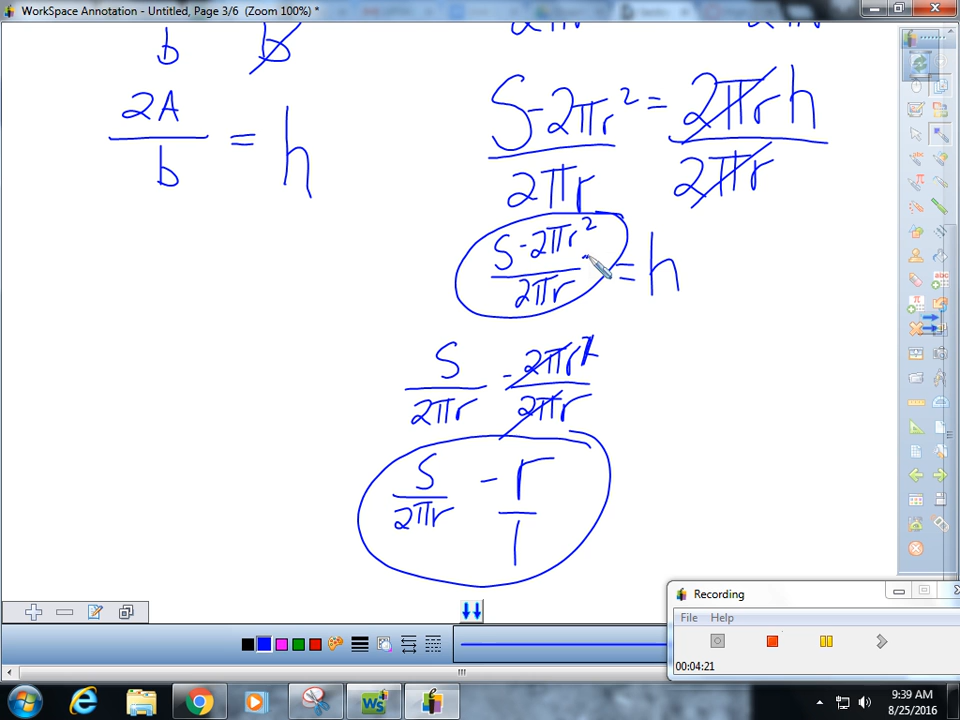 WorkSpace Annotation - Untitled, Page 3/6 (Zoom 100%) *
b b
2A/b = h
(S - 2πr²)/(2πr) = (2πrh)/(2πr)
(S - 2πr²)/(2πr) = h
S/(2πr) - (2πr²)/(2πr)
S/(2πr) - r/1
Recording
File Help
00:04:21
9:39 AM
8/25/2016